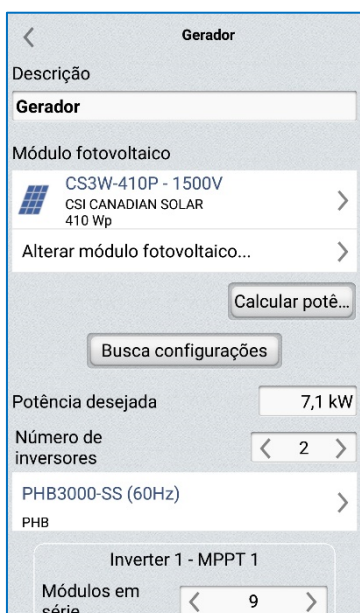 Gerador
Descrição
Gerador
Módulo fotovoltaico
CS3W-410P - 1500V
CSI CANADIAN SOLAR
410 Wp
Alterar módulo fotovoltaico...
Calcular potê...
Busca configurações
Potência desejada 7,1 kW
Número de
inversores 2
PHB3000-SS (60Hz)
PHB
Inverter 1 - MPPT 1
Módulos em
série 9